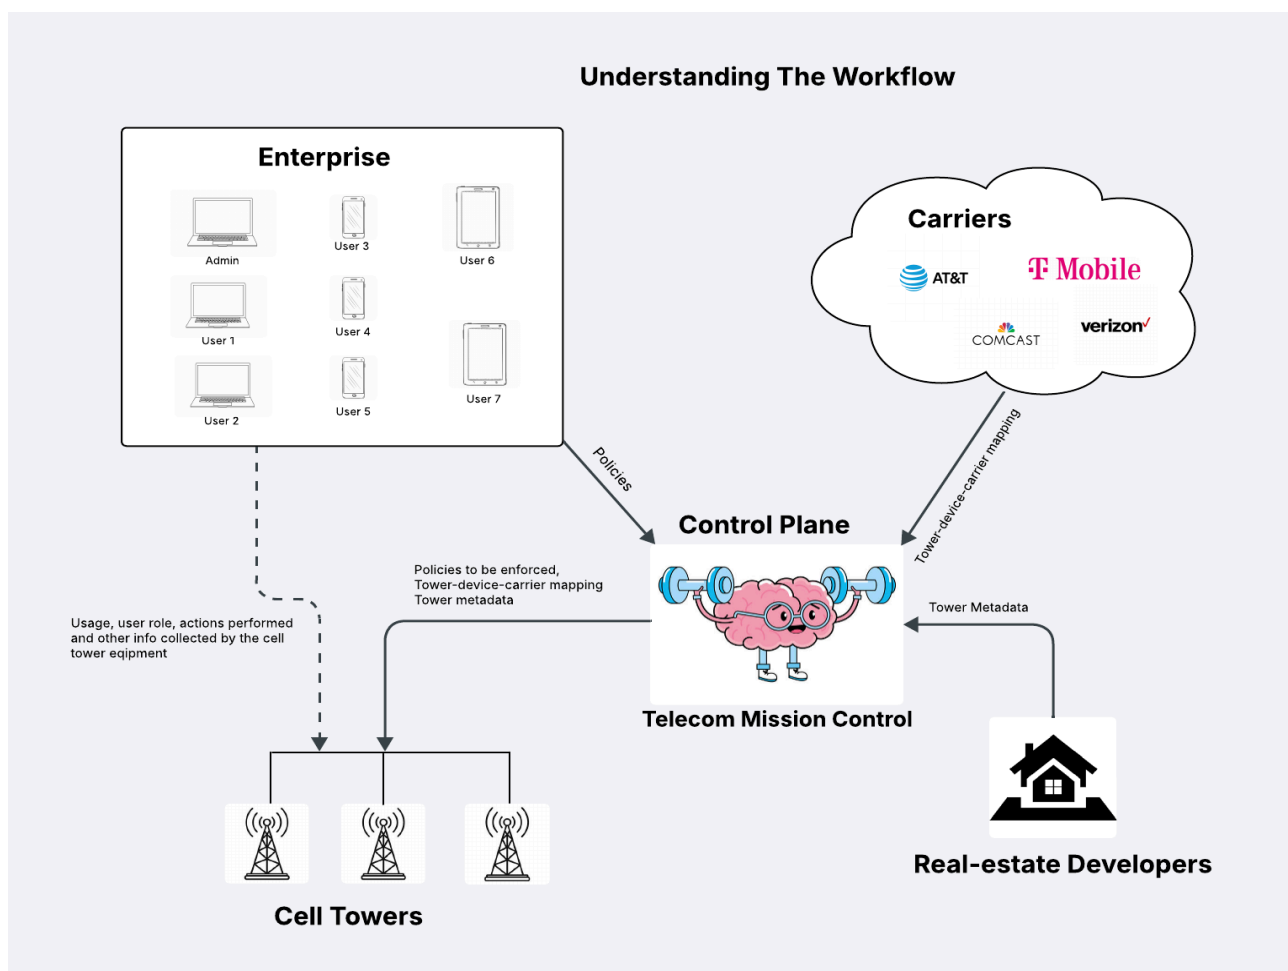 Understanding The Workflow
Enterprise
Admin
User 1
User 2
User 3
User 4
User 5
User 6
User 7
Carriers
AT&T
T Mobile
COMCAST
verizon✓
Policies
Tower-device-carrier mapping
Control Plane
Policies to be enforced,
Tower-device-carrier mapping
Tower metadata
Tower Metadata
Usage, user role, actions performed
and other info collected by the cell
tower eqipment
Telecom Mission Control
Real-estate Developers
Cell Towers